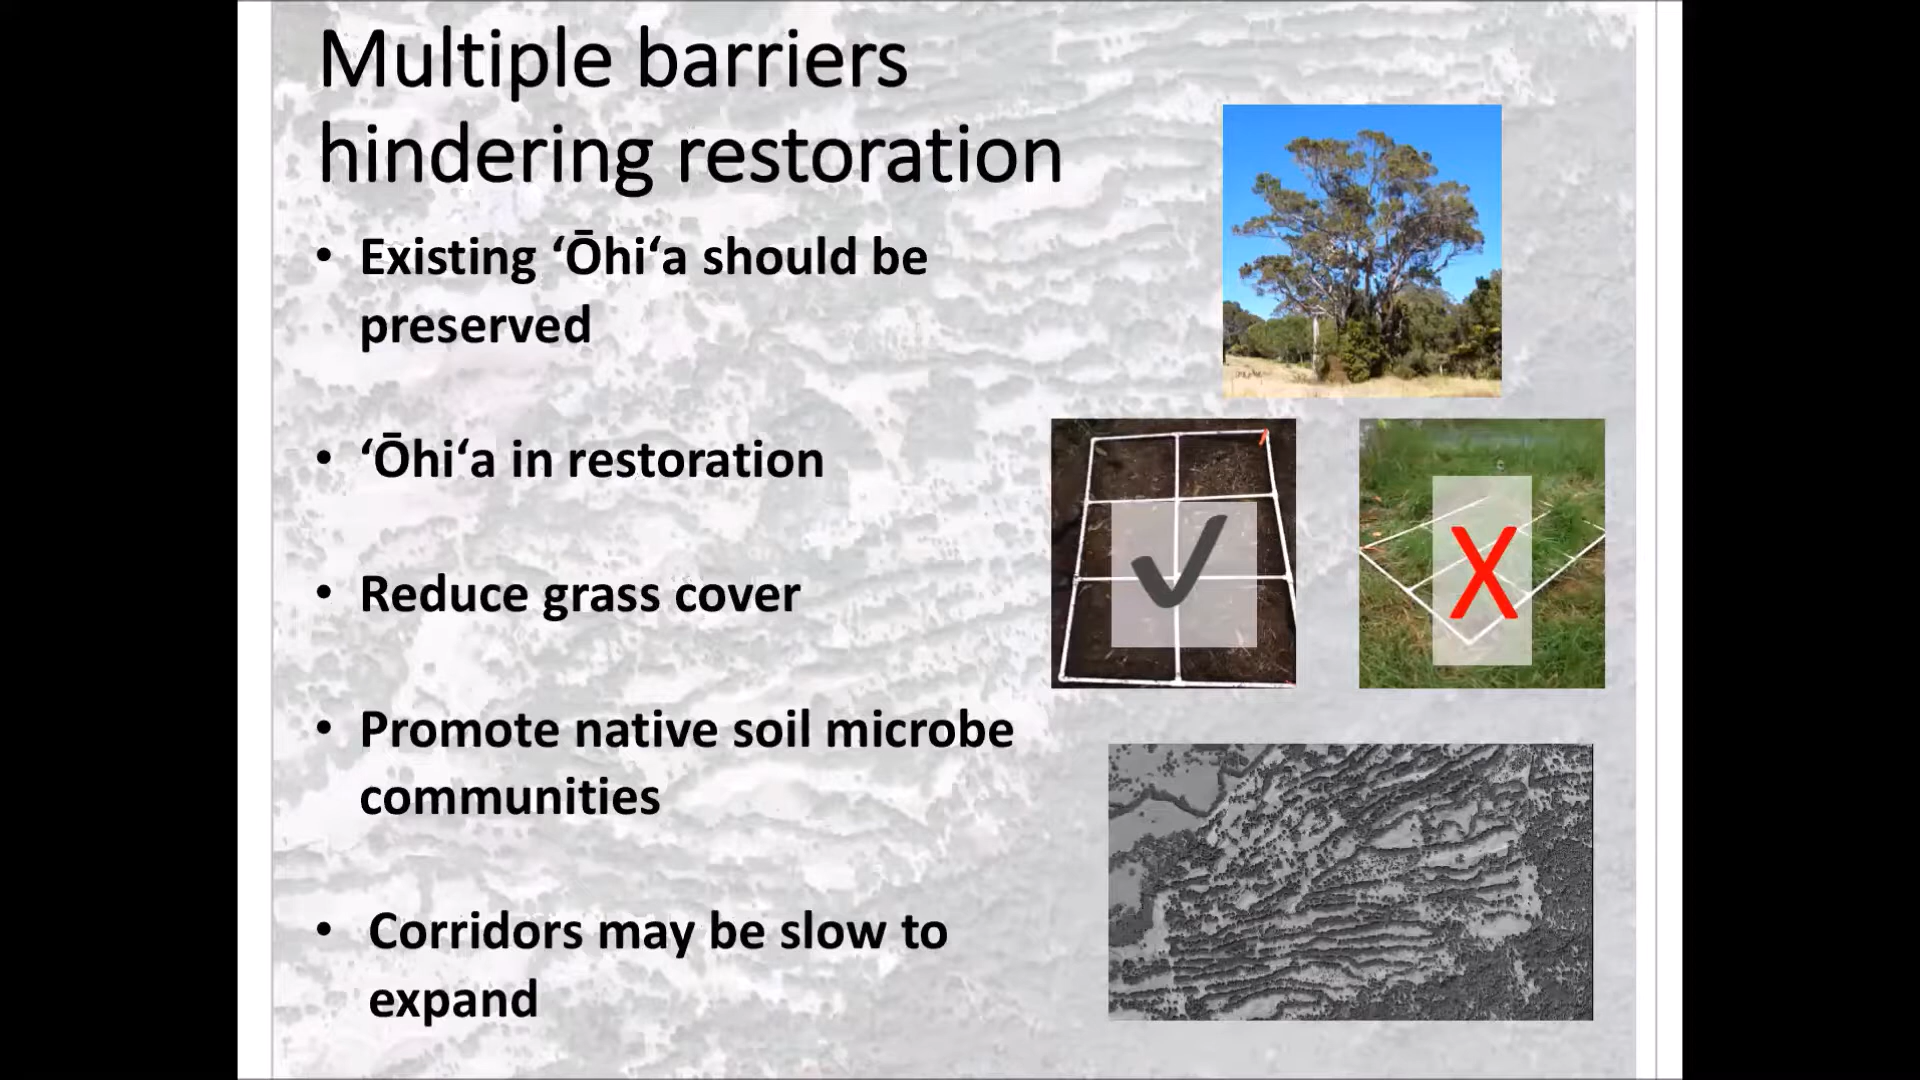 Multiple barriers
hindering restoration
• Existing ʻŌhiʻa should be
preserved
• ʻŌhiʻa in restoration
• Reduce grass cover
• Promote native soil microbe
communities
• Corridors may be slow to
expand
X